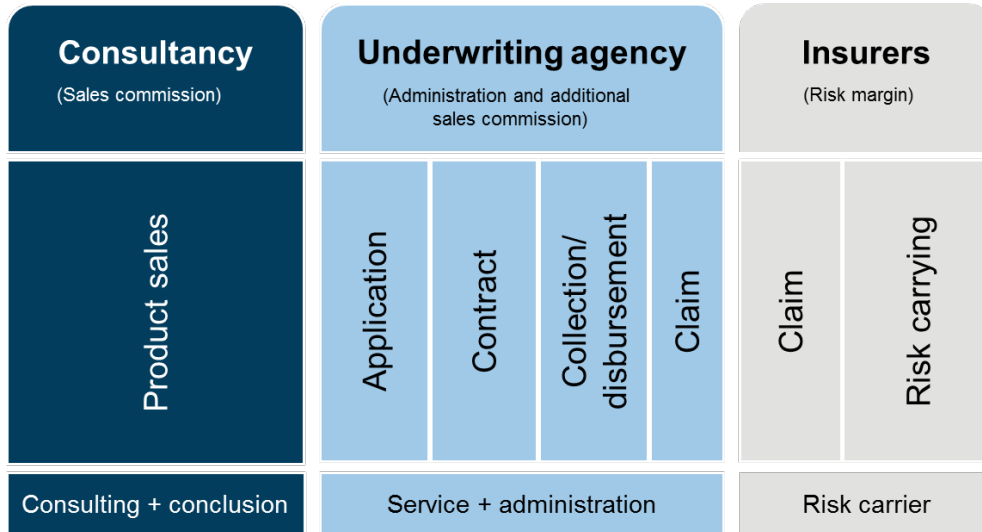 Consultancy
(Sales commission)
Underwriting agency
(Administration and additional
sales commission)
Insurers
(Risk margin)
Product sales
Application
Contract
Collection/
disbursement
Claim
Claim
Risk carrying
Consulting + conclusion
Service + administration
Risk carrier